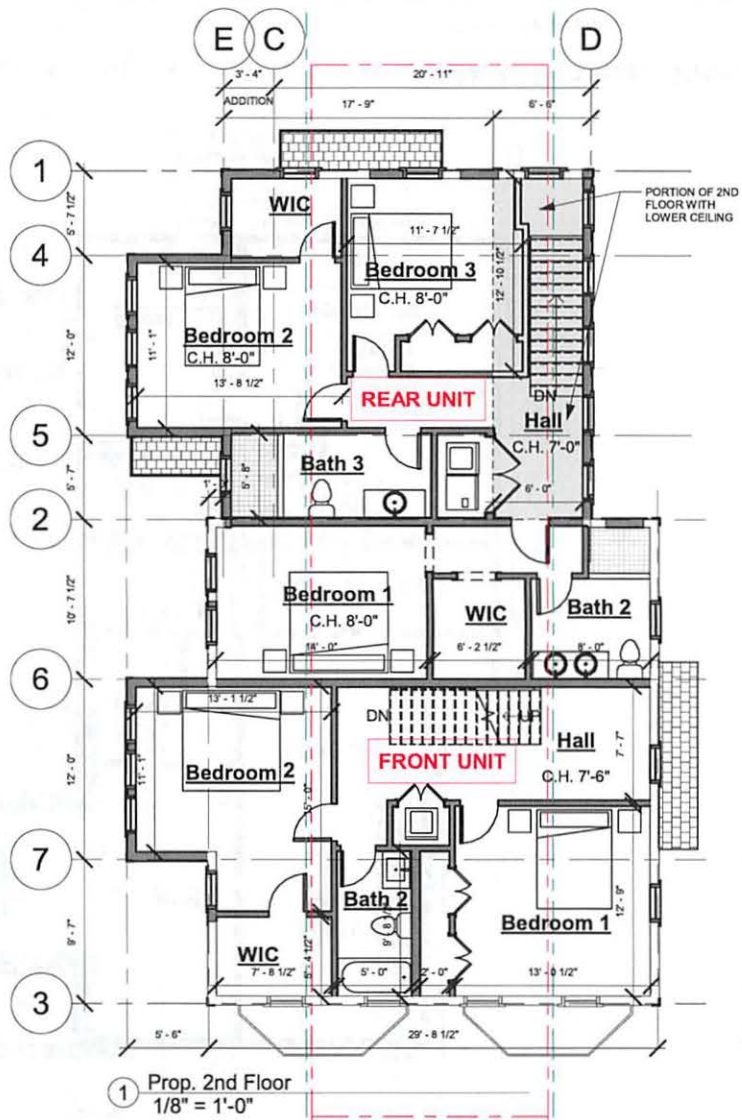 E C D
3' - 4" 20' - 11"
ADDITION
17' - 9" 6' - 6"
1
PORTION OF 2ND
FLOOR WITH
LOWER CEILING
5' - 7 1/2"
WIC
4
11' - 7 1/2"
Bedroom 3
12' - 10 1/2"
C.H. 8'-0"
12' - 0"
11' - 1"
Bedroom 2
C.H. 8'-0"
13' - 8 1/2"
DN
REAR UNIT
Hall
C.H. 7'-0"
5
5' - 7"
5' - 8"
Bath 3
6' - 0"
2
10' - 7 1/2"
Bedroom 1
C.H. 8'-0"
14' - 0"
WIC
6' - 2 1/2"
Bath 2
8' - 0"
6
13' - 1 1/2"
DN UP
Hall
7' - 7"
C.H. 7'-6"
12' - 0"
11' - 1"
Bedroom 2
FRONT UNIT
7
9' - 7"
Bath 2
Bedroom 1
12' - 9"
WIC
7' - 8 1/2"
5' - 4 1/2"
5' - 0"
2' - 0"
13' - 0 1/2"
3
5' - 6" 29' - 8 1/2"
1 Prop. 2nd Floor
1/8" = 1'-0"